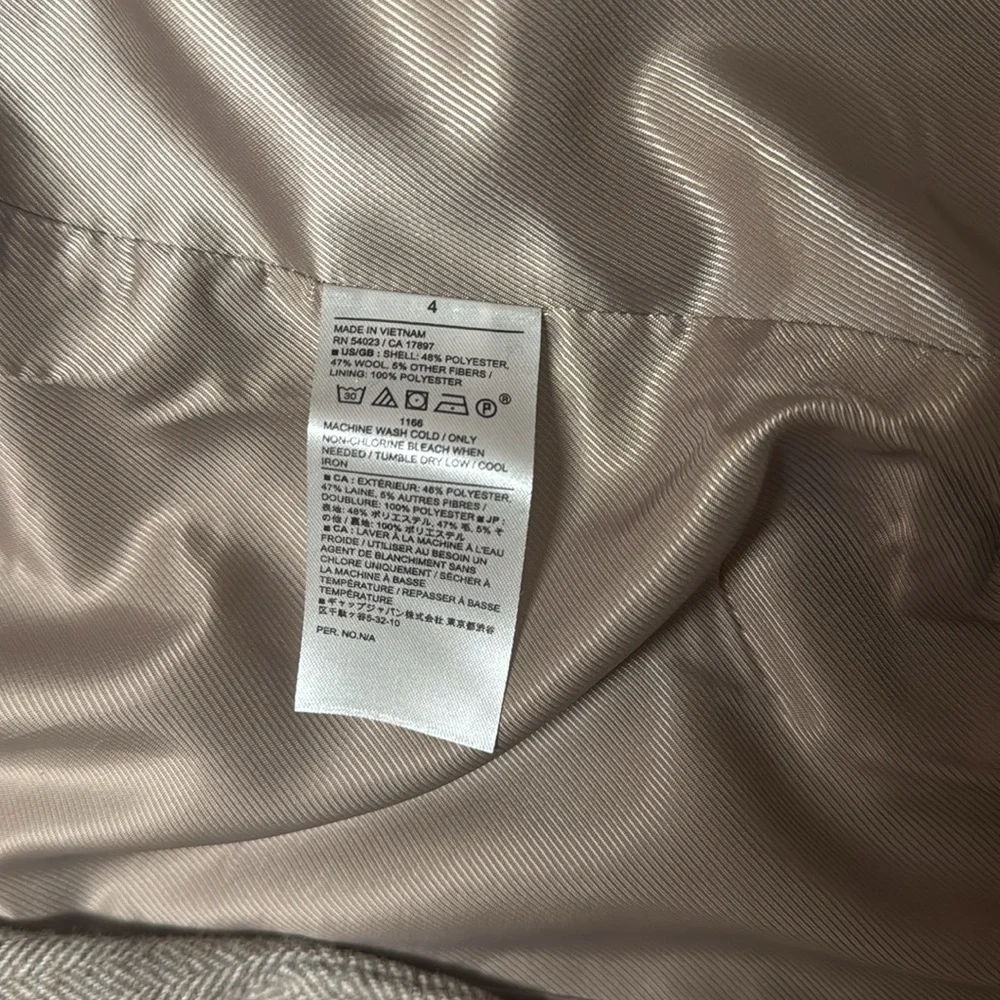 4
MADE IN VIETNAM
RN 54023 / CA 17897
■ US/GB : SHELL: 48% POLYESTER,
47% WOOL, 5% OTHER FIBERS /
LINING: 100% POLYESTER
30 P ®
1166
MACHINE WASH COLD / ONLY
NON-CHLORINE BLEACH WHEN
NEEDED / TUMBLE DRY LOW / COOL
IRON
■ CA : EXTÉRIEUR: 48% POLYESTER,
47% LAINE, 5% AUTRES FIBRES /
DOUBLURE: 100% POLYESTER ■ JP :
表地: 48% ポリエステル, 47% 毛, 5% そ
の他 / 裏地: 100% ポリエステル
■ CA : LAVER À LA MACHINE À L'EAU
FROIDE / UTILISER AU BESOIN UN
AGENT DE BLANCHIMENT SANS
CHLORE UNIQUEMENT / SÉCHER À
LA MACHINE À BASSE
TEMPÉRATURE / REPASSER À BASSE
TEMPÉRATURE
■ ギャップジャパン株式会社 東京都渋谷
区千駄ヶ谷5-32-10
PER. NO.N/A